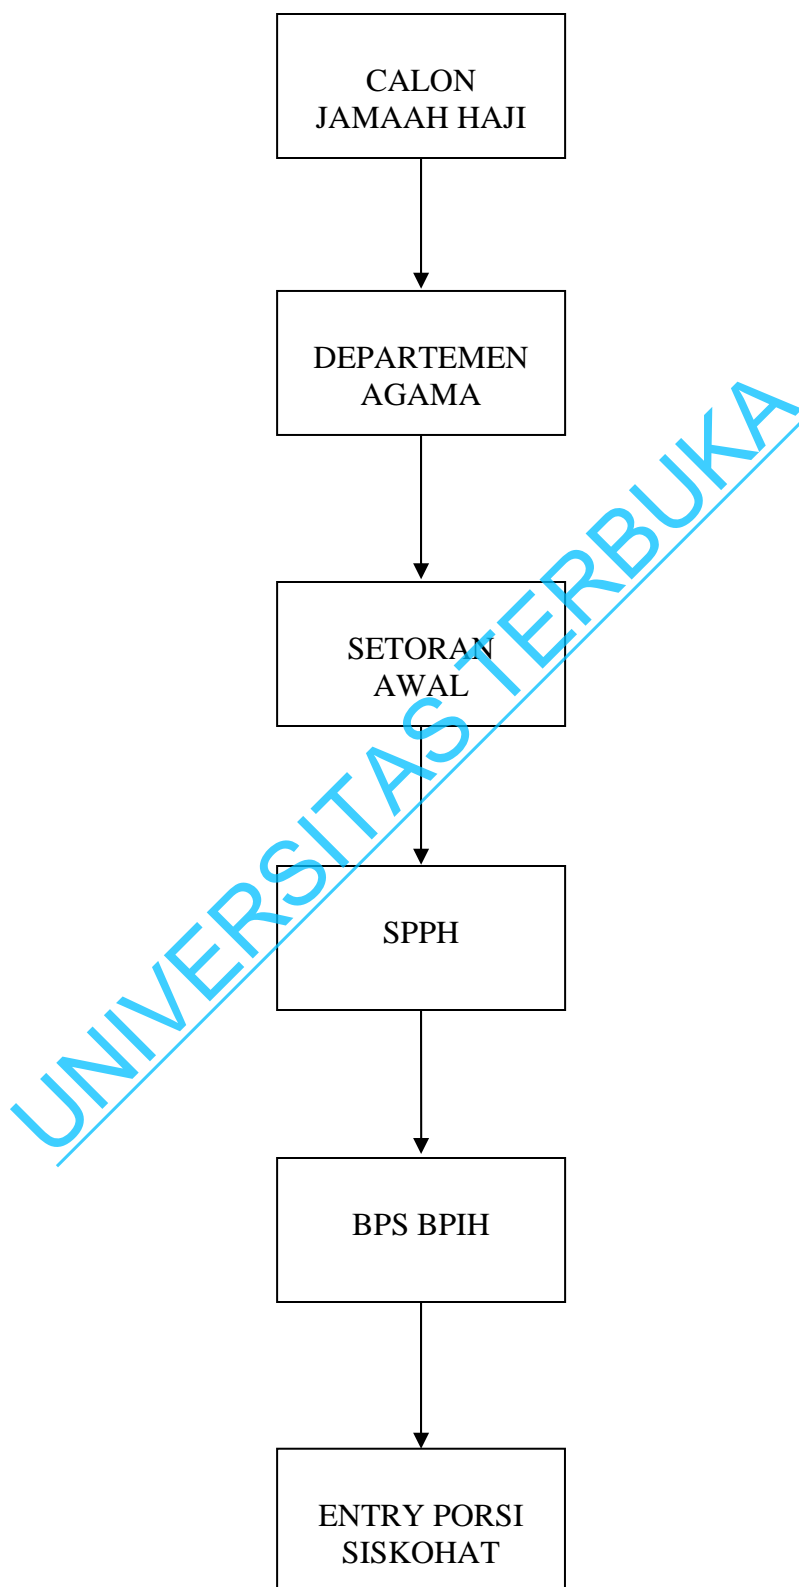 CALON
JAMAAH HAJI
DEPARTEMEN
AGAMA
SETORAN
AWAL
SPPH
BPS BPIH
ENTRY PORSI
SISKOHAT
UNIVERSITAS TERBUKA